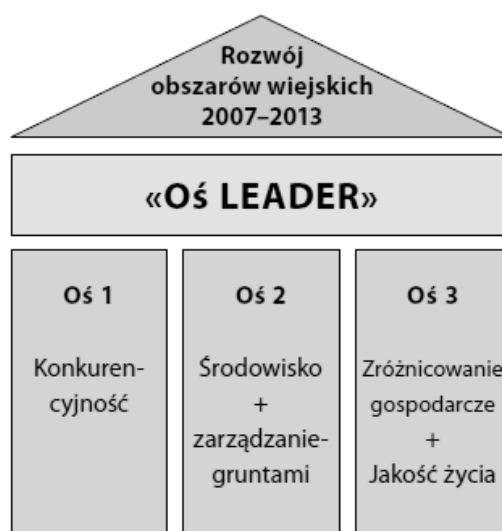 Rozwój
obszarów wiejskich
2007–2013
«Oś LEADER»
Oś 1
Konkuren-
cyjność
Oś 2
Środowisko
+
zarządzanie-
gruntami
Oś 3
Zróżnicowanie
gospodarcze
+
Jakość życia